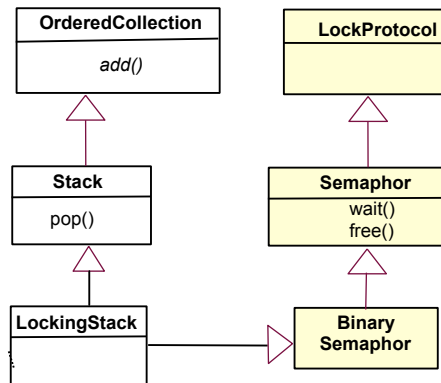 OrderedCollection
add()
LockProtocol
Stack
pop()
Semaphor
wait()
free()
LockingStack
Binary
Semaphor